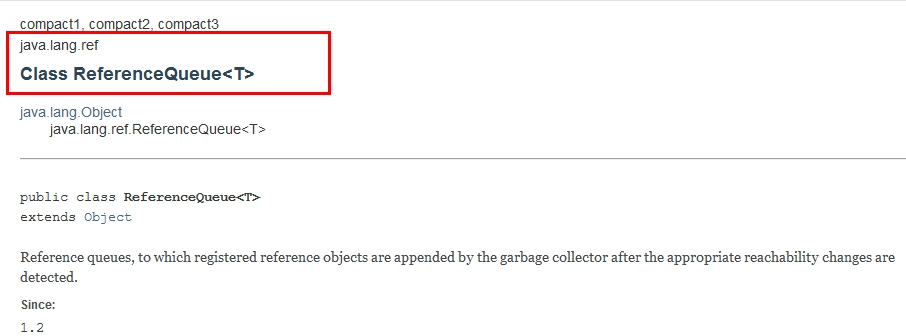 compact1, compact2, compact3
java.lang.ref
Class ReferenceQueue<T>
java.lang.Object
java.lang.ref.ReferenceQueue<T>
public class ReferenceQueue<T>
extends Object
Reference queues, to which registered reference objects are appended by the garbage collector after the appropriate reachability changes are
detected.
Since:
1.2